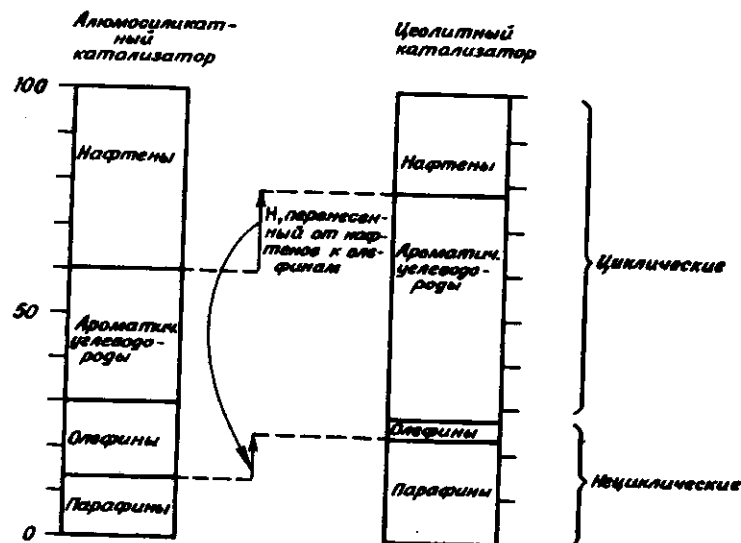 Алюмосиликат-
ный
катализатор
Цеолитный
катализатор
100
50
0
Нафтены
Ароматич.
углеводо-
роды
Олефины
Парафины
Н, перенесен-
ный от наф-
тенов к оле-
финам
Нафтены
Ароматич.
углеводо-
роды
Олефины
Парафины
Циклические
Нециклические